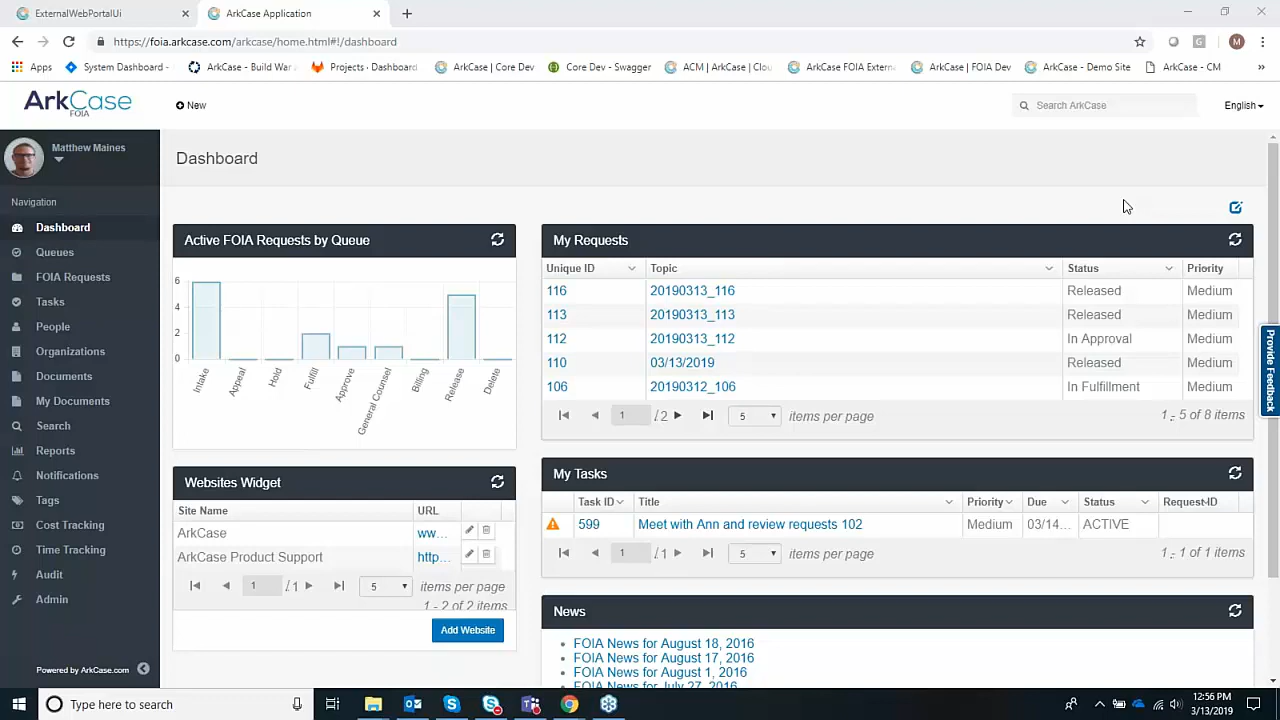 ExternalWebPortalUi
ArkCase Application
https://foia.arkcase.com/arkcase/home.html#!/dashboard
M
Apps
System Dashboard -
ArkCase - Build War
Projects · Dashboard
ArkCase | Core Dev
Core Dev - Swagger
ACM | ArkCase | Clou
ArkCase FOIA Extern
ArkCase | FOIA Dev
ArkCase - Demo Site
ArkCase - CM
»
ArkCase
FOIA
New
Search ArkCase
English
Matthew Maines
Navigation
Dashboard
Queues
FOIA Requests
Tasks
People
Organizations
Documents
My Documents
Search
Reports
Notifications
Tags
Cost Tracking
Time Tracking
Audit
Admin
Powered by ArkCase.com
Dashboard
Active FOIA Requests by Queue
6
4
2
0
Intake
Appeal
Hold
Fulfill
Approve
General Counsel
Billing
Release
Delete
Websites Widget
Site Name URL
ArkCase www...
ArkCase Product Support http...
1 / 1 5 items per page
1 - 2 of 2 items
Add Website
My Requests
Unique ID Topic Status Priority
116 20190313_116 Released Medium
113 20190313_113 Released Medium
112 20190313_112 In Approval Medium
110 03/13/2019 Released Medium
106 20190312_106 In Fulfillment Medium
1 / 2 5 items per page 1 - 5 of 8 items
My Tasks
Task ID Title Priority Due Status Request-ID
599 Meet with Ann and review requests 102 Medium 03/14... ACTIVE
1 / 1 5 items per page 1 - 1 of 1 items
News
FOIA News for August 18, 2016
FOIA News for August 17, 2016
FOIA News for August 1, 2016
FOIA News for July 27, 2016
Provide Feedback
Type here to search
12:56 PM
3/13/2019